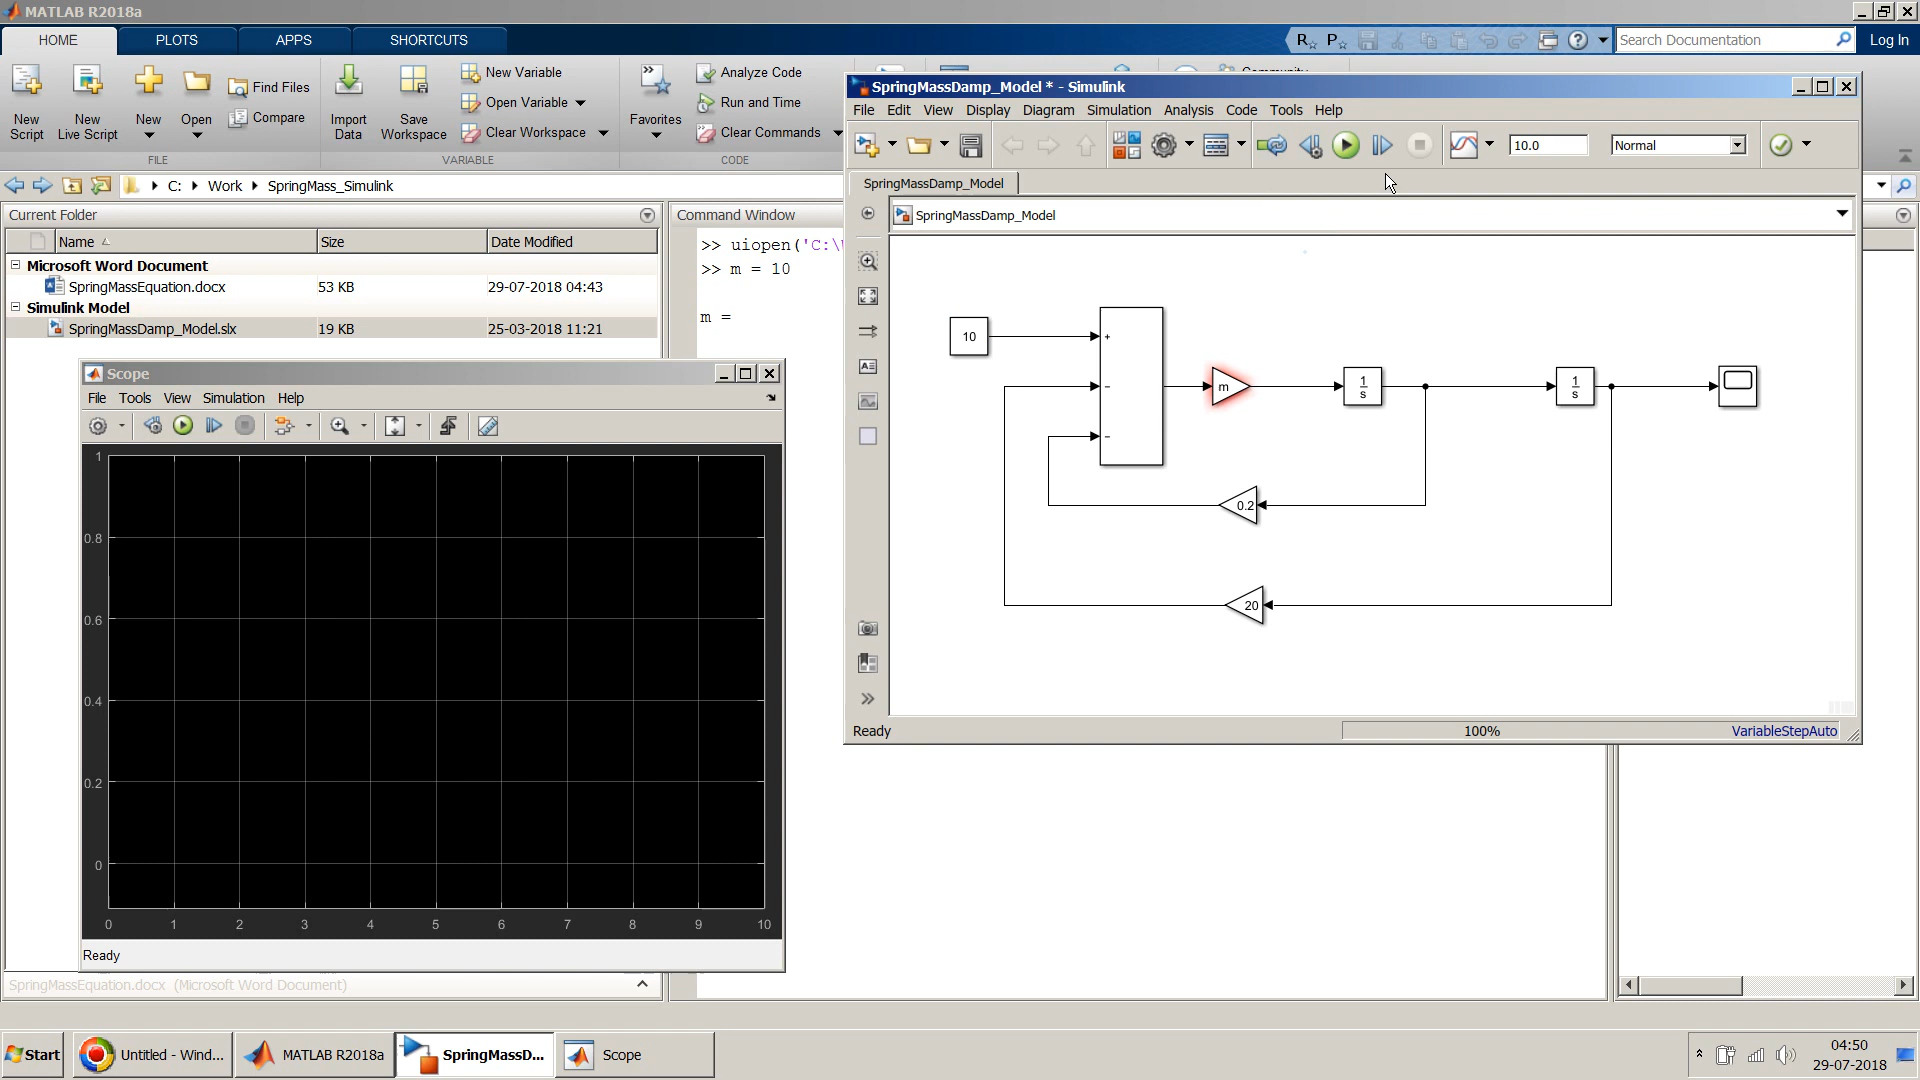 MATLAB R2018a
HOME
PLOTS
APPS
SHORTCUTS
Search Documentation
Log In
New Script
New Live Script
New
Open
Find Files
Compare
FILE
Import Data
Save Workspace
New Variable
Open Variable
Clear Workspace
VARIABLE
Favorites
Analyze Code
Run and Time
Clear Commands
CODE
C:
Work
SpringMass_Simulink
Current Folder
Name
Size
Date Modified
Microsoft Word Document
SpringMassEquation.docx
53 KB
29-07-2018 04:43
Simulink Model
SpringMassDamp_Model.slx
19 KB
25-03-2018 11:21
SpringMassEquation.docx (Microsoft Word Document)
Command Window
>> uiopen('C:\
>> m = 10
m =
SpringMassDamp_Model * - Simulink
File Edit View Display Diagram Simulation Analysis Code Tools Help
10.0
Normal
SpringMassDamp_Model
SpringMassDamp_Model
10
+
-
-
m
1
s
1
s
0.2
20
Ready
100%
VariableStepAuto
Scope
File Tools View Simulation Help
1
0.8
0.6
0.4
0.2
0
0 1 2 3 4 5 6 7 8 9 10
Ready
Start
Untitled - Wind...
MATLAB R2018a
SpringMassD...
Scope
04:50
29-07-2018